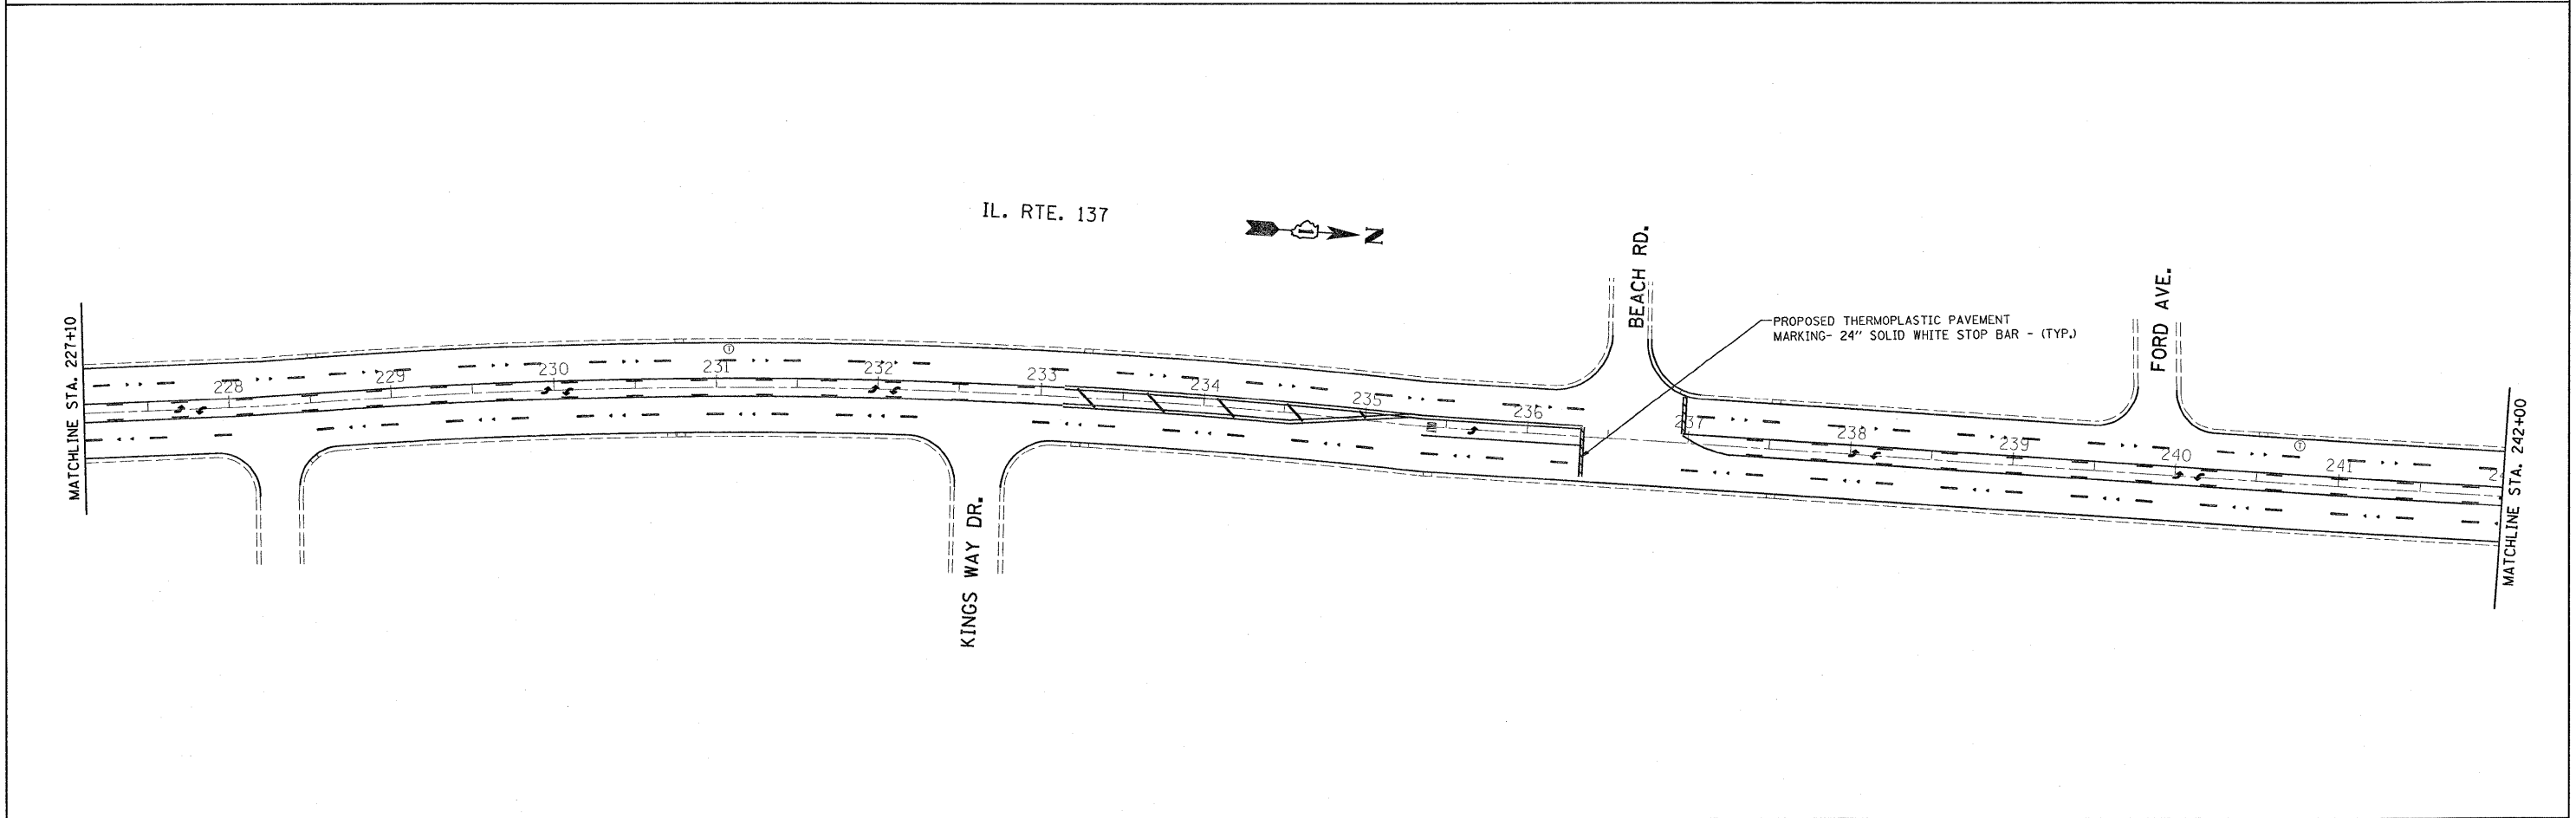 IL. RTE. 137
N
MATCHLINE STA. 227+10
228
229
230
231
232
233
234
235
236
237
238
239
240
241
BEACH RD.
PROPOSED THERMOPLASTIC PAVEMENT
MARKING- 24" SOLID WHITE STOP BAR - (TYP.)
FORD AVE.
KINGS WAY DR.
MATCHLINE STA. 242+00